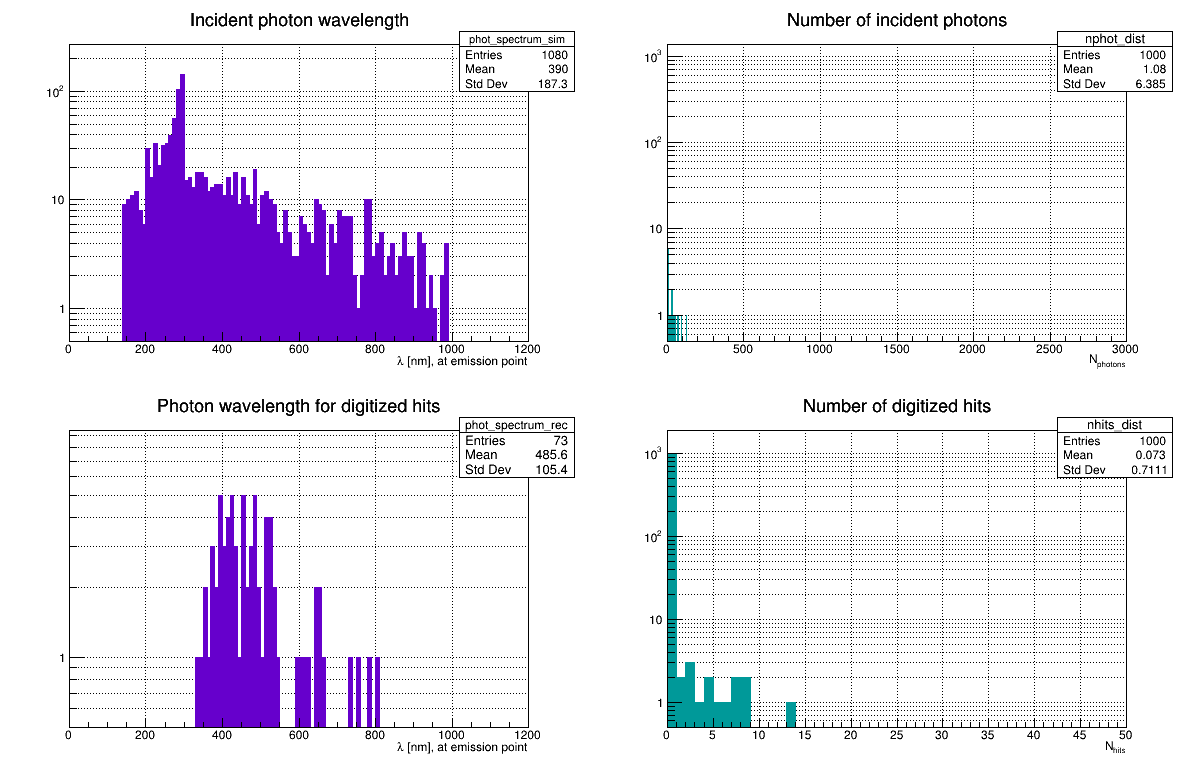 Incident photon wavelength
phot_spectrum_sim
Entries 1080
Mean 390
Std Dev 187.3
10²
10
1
0 200 400 600 800 1000 1200
λ [nm], at emission point
Number of incident photons
nphot_dist
Entries 1000
Mean 1.08
Std Dev 6.385
10³
10²
10
1
0 500 1000 1500 2000 2500 3000
Nphotons
Photon wavelength for digitized hits
phot_spectrum_rec
Entries 73
Mean 485.6
Std Dev 105.4
1
0 200 400 600 800 1000 1200
λ [nm], at emission point
Number of digitized hits
nhits_dist
Entries 1000
Mean 0.073
Std Dev 0.7111
10³
10²
10
1
0 5 10 15 20 25 30 35 40 45 50
Nhits